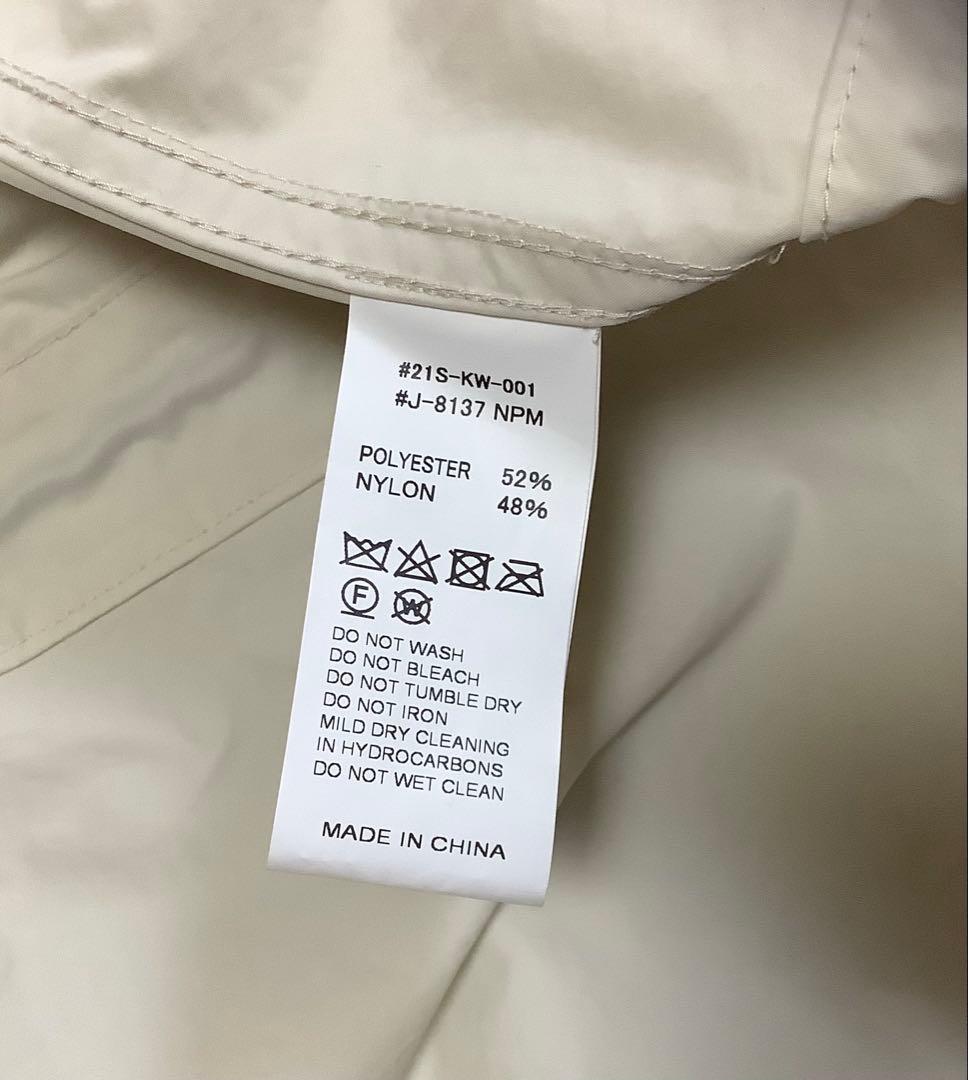 #21S-KW-001
#J-8137 NPM
POLYESTER 52%
NYLON 48%
F W
DO NOT WASH
DO NOT BLEACH
DO NOT TUMBLE DRY
DO NOT IRON
MILD DRY CLEANING
IN HYDROCARBONS
DO NOT WET CLEAN
MADE IN CHINA